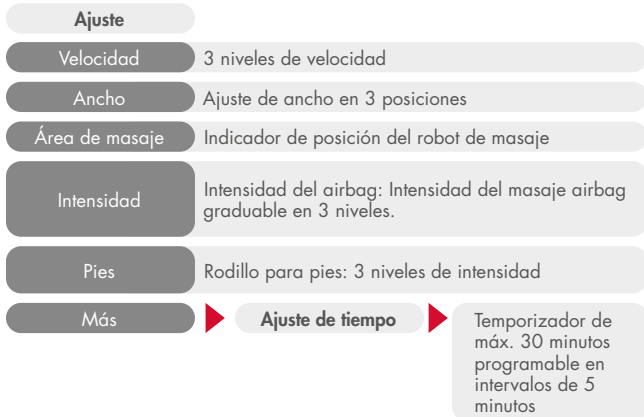 Ajuste
Velocidad 3 niveles de velocidad
Ancho Ajuste de ancho en 3 posiciones
Área de masaje Indicador de posición del robot de masaje
Intensidad Intensidad del airbag: Intensidad del masaje airbag
graduable en 3 niveles.
Pies Rodillo para pies: 3 niveles de intensidad
Más Ajuste de tiempo Temporizador de
máx. 30 minutos
programable en
intervalos de 5
minutos